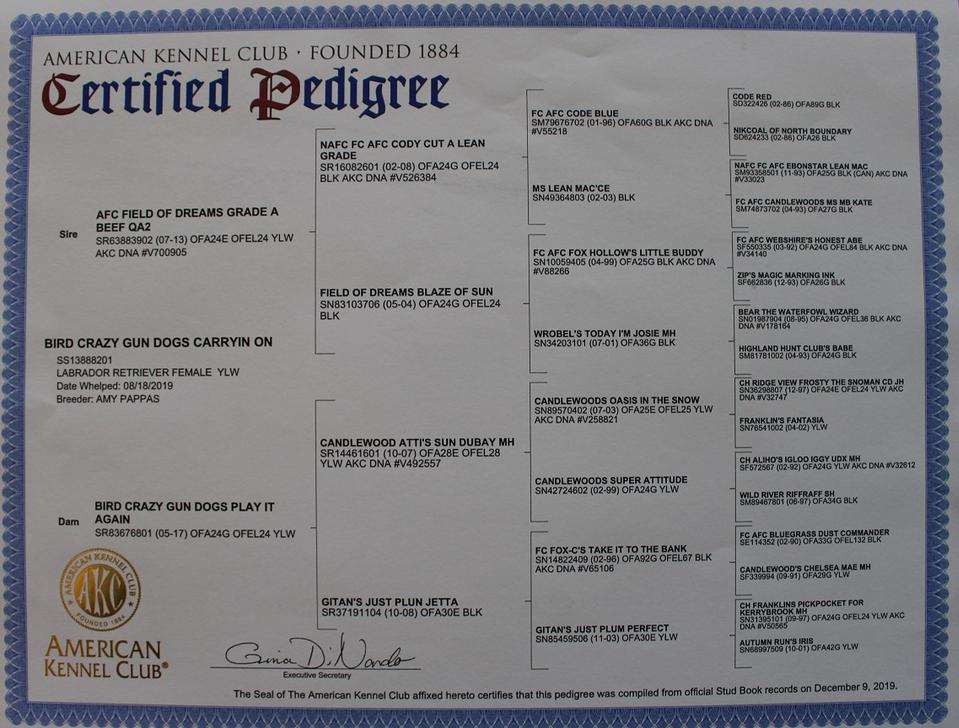 AMERICAN KENNEL CLUB · FOUNDED 1884
Certified Pedigree
Sire
AFC FIELD OF DREAMS GRADE A
BEEF QA2
SR63883902 (07-13) OFA24E OFEL24 YLW
AKC DNA #V700905
BIRD CRAZY GUN DOGS CARRYIN ON
SS13888201
LABRADOR RETRIEVER FEMALE YLW
Date Whelped: 08/18/2019
Breeder: AMY PAPPAS
Dam
BIRD CRAZY GUN DOGS PLAY IT
AGAIN
SR83676801 (05-17) OFA24G OFEL24 YLW
NAFC FC AFC CODY CUT A LEAN
GRADE
SR16082601 (02-08) OFA24G OFEL24
BLK AKC DNA #V526384
FIELD OF DREAMS BLAZE OF SUN
SN83103706 (05-04) OFA24G OFEL24
BLK
CANDLEWOOD ATTI'S SUN DUBAY MH
SR14461601 (10-07) OFA28E OFEL28
YLW AKC DNA #V492557
GITAN'S JUST PLUN JETTA
SR37191104 (10-08) OFA30E BLK
FC AFC CODE BLUE
SM79676702 (01-96) OFA60G BLK AKC DNA
#V55218
MS LEAN MAC'CE
SN49364803 (02-03) BLK
FC AFC FOX HOLLOW'S LITTLE BUDDY
SN10059405 (04-99) OFA25G BLK AKC DNA
#V88266
WROBEL'S TODAY I'M JOSIE MH
SN34203101 (07-01) OFA36G BLK
CANDLEWOODS OASIS IN THE SNOW
SN89570402 (07-03) OFA25E OFEL25 YLW
AKC DNA #V258821
CANDLEWOODS SUPER ATTITUDE
SN42724602 (02-99) OFA24G YLW
FC FOX-C'S TAKE IT TO THE BANK
SN14822409 (02-96) OFA92G OFEL67 BLK
AKC DNA #V65106
GITAN'S JUST PLUM PERFECT
SN85459506 (11-03) OFA30E YLW
CODE RED
SD322426 (02-86) OFA89G BLK
NIKCOAL OF NORTH BOUNDARY
SD624233 (02-86) OFA26 BLK
NAFC FC AFC EBONSTAR LEAN MAC
SM93358501 (11-93) OFA25G BLK (CAN) AKC DNA
#V33023
FC AFC CANDLEWOODS MS MB KATE
SM74873702 (04-93) OFA27G BLK
FC AFC WEBSHIRE'S HONEST ABE
SF550335 (03-92) OFA24G OFEL84 BLK AKC DNA
#V34140
ZIP'S MAGIC MARKING INK
SF662836 (12-93) OFA26G BLK
BEAR THE WATERFOWL WIZARD
SN01987904 (08-95) OFA24G OFEL36 BLK AKC
DNA #V178164
HIGHLAND HUNT CLUB'S BABE
SM81781002 (04-93) OFA24G BLK
CH RIDGE VIEW FROSTY THE SNOMAN CD JH
SN36298807 (12-97) OFA24E OFEL24 YLW AKC
DNA #V32747
FRANKLIN'S FANTASIA
SN76541002 (04-02) YLW
CH ALIHO'S IGLOO IGGY UDX MH
SF572567 (02-92) OFA24G YLW AKC DNA #V32612
WILD RIVER RIFFRAFF SH
SM89467801 (06-97) OFA34G BLK
FC AFC BLUEGRASS DUST COMMANDER
SE114352 (02-90) OFA33G OFEL132 BLK
CANDLEWOOD'S CHELSEA MAE MH
SF339994 (09-91) OFA29G YLW
CH FRANKLINS PICKPOCKET FOR
KERRYBROOK MH
SN31395101 (09-97) OFA24G OFEL24 YLW AKC
DNA #V50565
AUTUMN RUN'S IRIS
SN68997509 (10-01) OFA42G YLW
AMERICAN KENNEL CLUB
AKC
FOUNDED 1884
AMERICAN
KENNEL CLUB®
Gina DiNardo
Executive Secretary
The Seal of The American Kennel Club affixed hereto certifies that this pedigree was compiled from official Stud Book records on December 9, 2019.